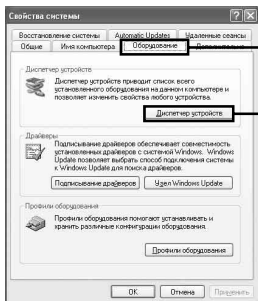 Свойства системы
Восстановление системы Automatic Updates Удаленные сеансы
Общие Имя компьютера Оборудование Дополнительно
Диспетчер устройств
Диспетчер устройств приводит список всего
установленного оборудования на данном компьютере и
позволяет изменить свойства любого устройства.
Диспетчер устройств
Драйверы
Подписывание драйверов обеспечивает совместимость
установленных драйверов с системой Windows. Windows
Update позволяет выбрать способ подключения системы
к Windows Update для поиска драйверов.
Подписывание драйверов Узел Windows Update
Профили оборудования
Профили оборудования помогают устанавливать и
хранить различные конфигурации оборудования.
Профили оборудования
OK Отмена Применить